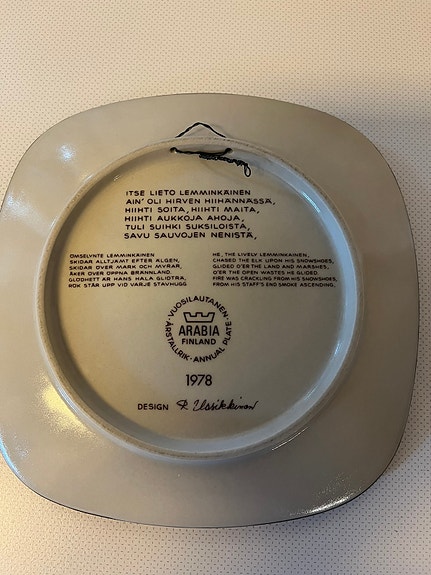 ITSE LIETO LEMMINKÄINEN
AIN' OLI HIRVEN HIIHÄNNÄSSÄ,
HIIHTI SOITA, HIIHTI MAITA,
HIIHTI AUKKOJA AHOJA,
TULI SUIHKI SUKSILOISTA,
SAVU SAUVOJEN NENISTÄ,
ÖMSELYNTE LEMMINKÄINEN
SKIDAR ALLTJÄMT EFTER ÄLGEN,
SKIDAR ÖVER MARK OCH MYRAR,
ÅKER ÖVER ÖPPNA BRÄNNLAND.
GLÖDHETT ÄR HANS HALA GLIDTRÄ,
RÖK STÅR UPP VID VARJE STAVHUGG
HE, THE LIVELY LEMMINKÄINEN,
CHASED THE ELK UPON HIS SNOWSHOES,
GLIDED O'ER THE LAND AND MARSHES,
O'ER THE OPEN WASTES HE GLIDED.
FIRE WAS CRACKLING FROM HIS SNOWSHOES,
FROM HIS STAFF'S END SMOKE ASCENDING.
·VUOSILAUTANEN·
ARABIA
FINLAND
ÅRSTALLRIK·ANNUAL PLATE
1978
DESIGN R. Uosikkinen